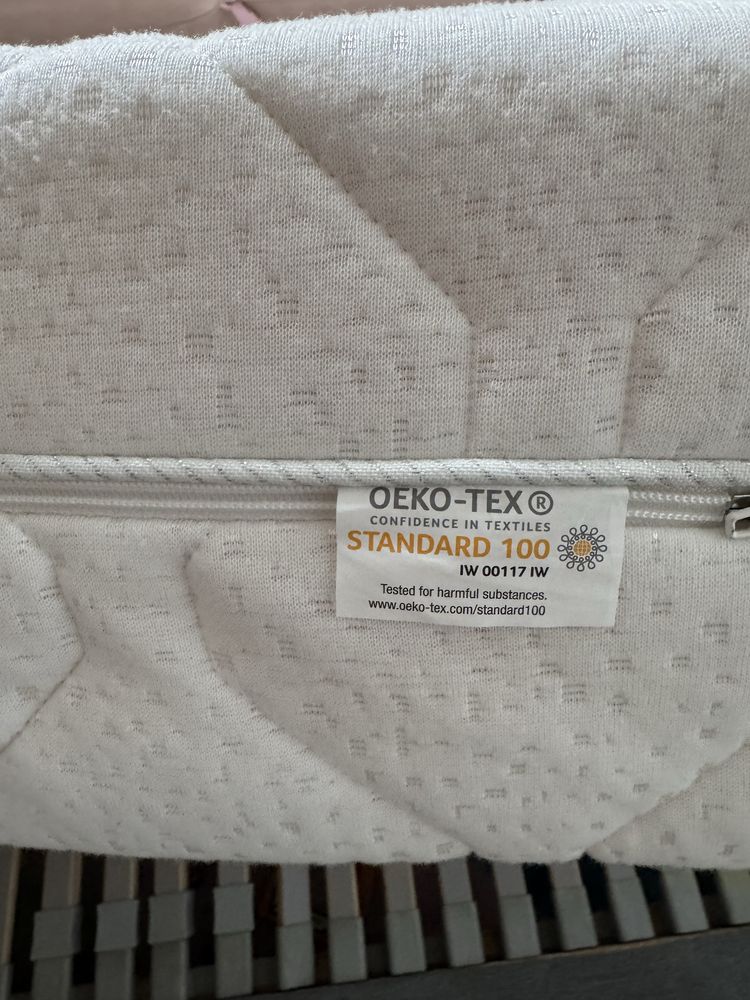 OEKO-TEX®
CONFIDENCE IN TEXTILES
STANDARD 100
IW 00117 IW
Tested for harmful substances.
www.oeko-tex.com/standard100